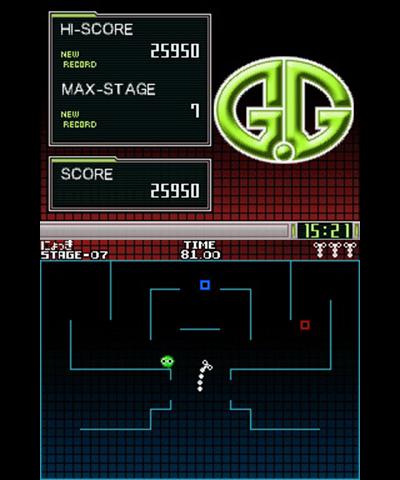 HI-SCORE
NEW
RECORD
25950
MAX-STAGE
NEW
RECORD
7
G.G
SCORE
25950
15:21
にょっき
STAGE-07
TIME
81.00